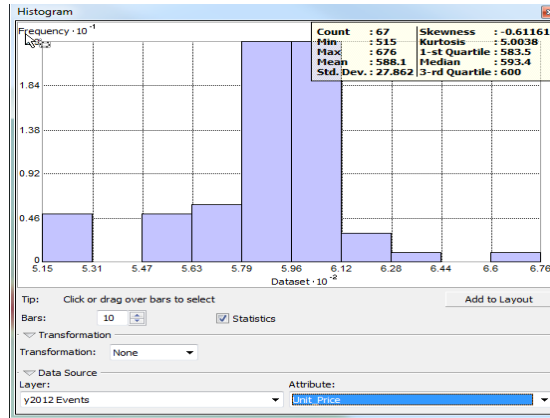 Histogram
Frequency · 10 -1
Count : 67 Skewness : -0.61161
Min : 515 Kurtosis : 5.0038
Max : 676 1-st Quartile : 583.5
Mean : 588.1 Median : 593.4
Std. Dev. : 27.862 3-rd Quartile : 600
1.84
1.38
0.92
0.46
0
5.15 5.31 5.47 5.63 5.79 5.96 6.12 6.28 6.44 6.6 6.76
Dataset · 10 -2
Tip: Click or drag over bars to select Add to Layout
Bars: 10 Statistics
Transformation
Transformation: None
Data Source
Layer: Attribute:
y2012 Events Unit_Price